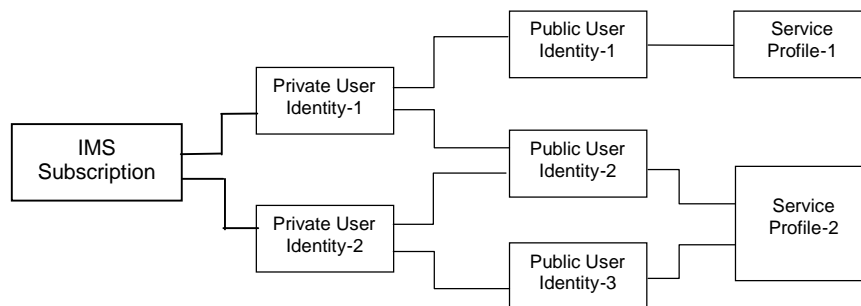 IMS
Subscription
Private User
Identity-1
Private User
Identity-2
Public User
Identity-1
Public User
Identity-2
Public User
Identity-3
Service
Profile-1
Service
Profile-2